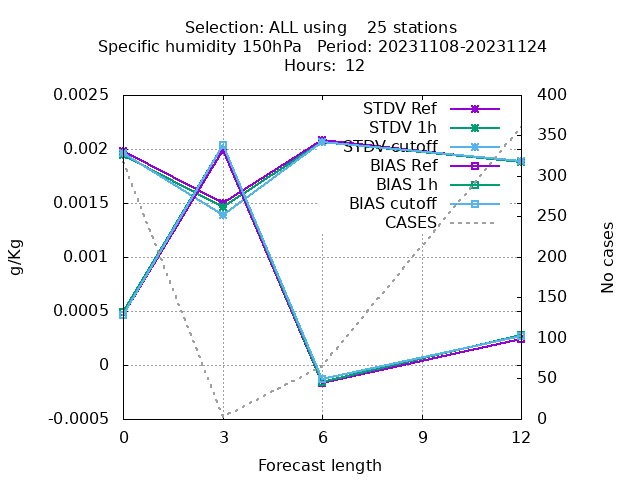 Selection: ALL using    25 stations
Specific humidity 150hPa   Period: 20231108-20231124
Hours: 12
STDV Ref
STDV 1h
STDV cutoff
BIAS Ref
BIAS 1h
BIAS cutoff
CASES
0.0025
0.002
0.0015
0.001
0.0005
0
-0.0005
g/Kg
400
350
300
250
200
150
100
50
0
No cases
0 3 6 9 12
Forecast length